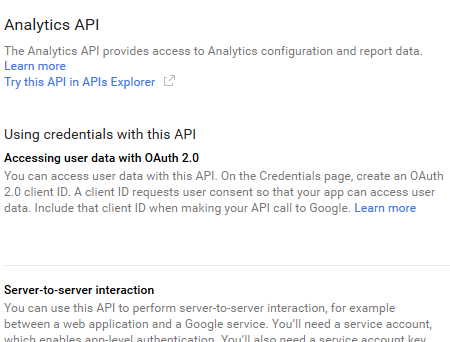 Analytics API
The Analytics API provides access to Analytics configuration and report data.
Learn more
Try this API in APIs Explorer
Using credentials with this API
Accessing user data with OAuth 2.0
You can access user data with this API. On the Credentials page, create an OAuth
2.0 client ID. A client ID requests user consent so that your app can access user
data. Include that client ID when making your API call to Google. Learn more
Server-to-server interaction
You can use this API to perform server-to-server interaction, for example
between a web application and a Google service. You'll need a service account,
which enables app-level authentication. You'll also need a service account key,